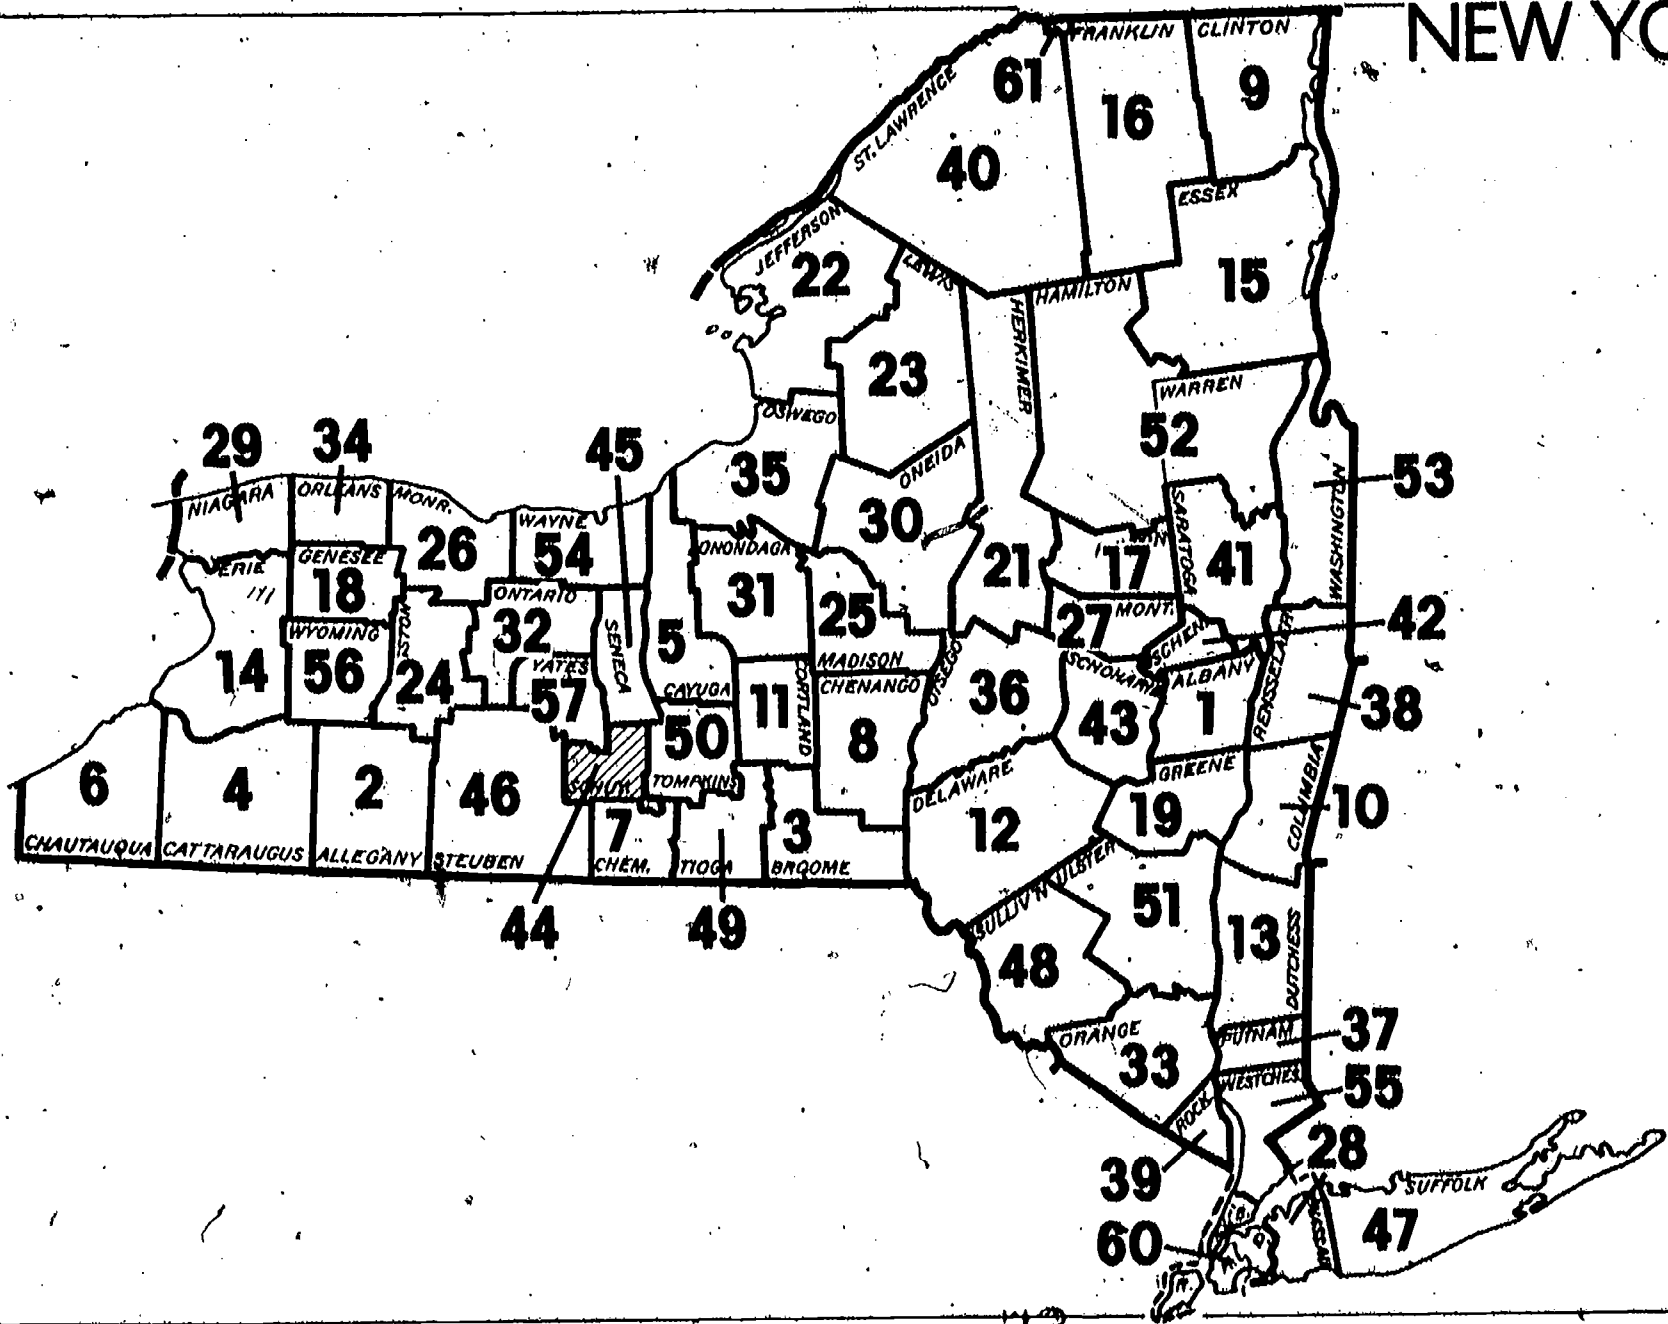 NEW YO
FRANKLIN
CLINTON
61
16
9
ST. LAWRENCE
40
ESSEX
15
JEFFERSON
22
LEWIS
HAMILTON
HERKIMER
23
WARREN
OSWEGO
52
29
34
45
35
ONEIDA
30
53
WASHINGTON
NIAGARA
ORLEANS
MONR.
26
WAYNE
54
ONONDAGA
31
SARATOGA
41
21
17
ERIE
GENESEE
18
ONTARIO
32
25
27
MONT.
42
WYOMING
56
14
24
SENECA
5
YATES
57
MADISON
CHENANGO
OTSEGO
36
SCHOHARIE
SCHEN.
ALBANY
1
RENSSELAER
38
CAYUGA
50
11
CORTLAND
8
43
6
4
2
46
SCHUY.
TOMPKINS
DELAWARE
12
GREENE
19
COLUMBIA
10
7
3
CHAUTAUQUA
CATTARAUGUS
ALLEGANY
STEUBEN
CHEM.
TIOGA
BROOME
44
49
SULLIV'N
ULSTER
51
13
DUTCHESS
48
ORANGE
33
PUTNAM
37
WESTCHES.
55
ROCK.
39
28
SUFFOLK
NASSAU
47
60